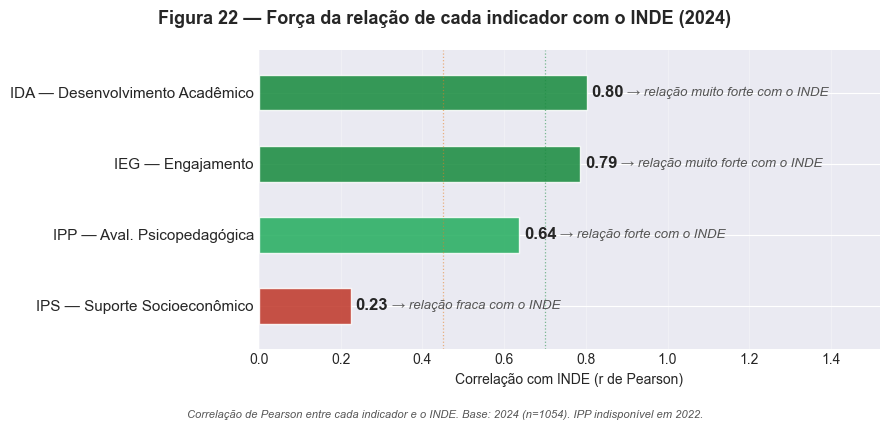 Figura 22 — Força da relação de cada indicador com o INDE (2024)
IDA — Desenvolvimento Acadêmico
0.80 → relação muito forte com o INDE
IEG — Engajamento
0.79 → relação muito forte com o INDE
IPP — Aval. Psicopedagógica
0.64 → relação forte com o INDE
IPS — Suporte Socioeconômico
0.23 → relação fraca com o INDE
0.0 0.2 0.4 0.6 0.8 1.0 1.2 1.4
Correlação com INDE (r de Pearson)
Correlação de Pearson entre cada indicador e o INDE. Base: 2024 (n=1054). IPP indisponível em 2022.